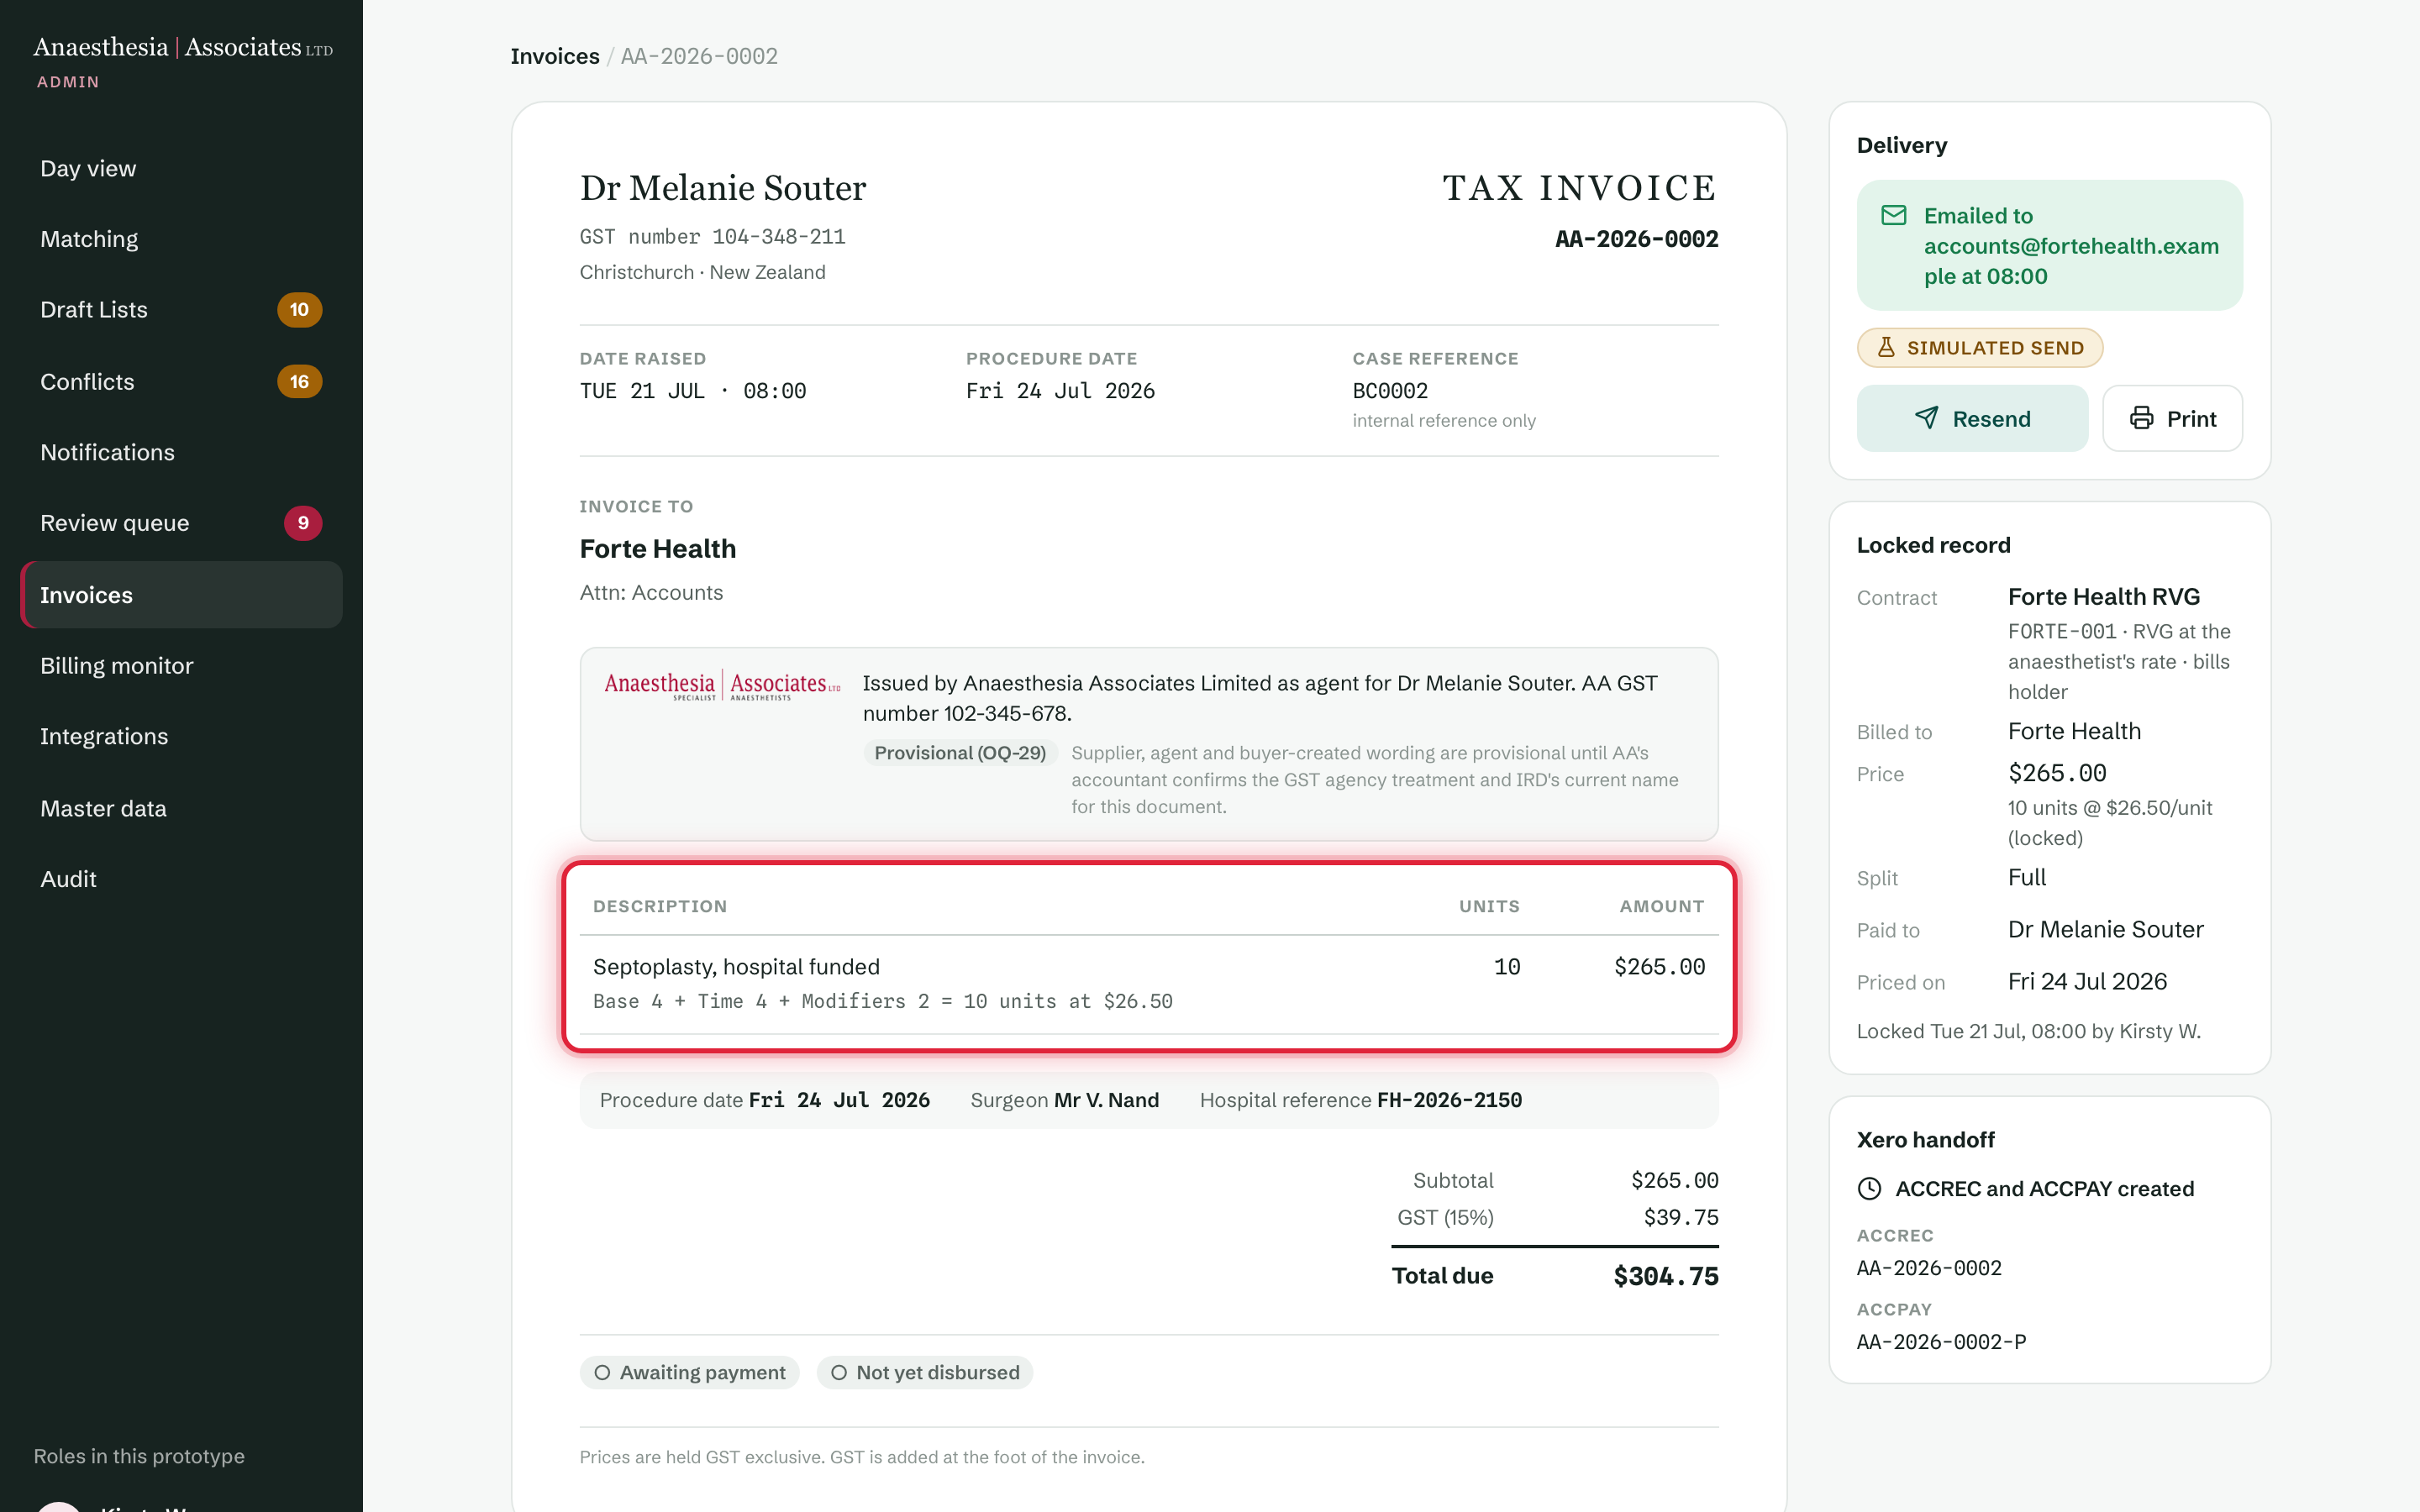 Anaesthesia | Associates LTD
ADMIN
Day view
Matching
Draft Lists 10
Conflicts 16
Notifications
Review queue 9
Invoices
Billing monitor
Integrations
Master data
Audit
Roles in this prototype
Invoices / AA-2026-0002
Dr Melanie Souter
TAX INVOICE
GST number 104-348-211
AA-2026-0002
Christchurch · New Zealand
DATE RAISED
TUE 21 JUL · 08:00
PROCEDURE DATE
Fri 24 Jul 2026
CASE REFERENCE
BC0002
internal reference only
INVOICE TO
Forte Health
Attn: Accounts
Anaesthesia | Associates LTD
SPECIALIST ANAESTHETISTS
Issued by Anaesthesia Associates Limited as agent for Dr Melanie Souter. AA GST
number 102-345-678.
Provisional (OQ-29)
Supplier, agent and buyer-created wording are provisional until AA's
accountant confirms the GST agency treatment and IRD's current name
for this document.
DESCRIPTION UNITS AMOUNT
Septoplasty, hospital funded 10 $265.00
Base 4 + Time 4 + Modifiers 2 = 10 units at $26.50
Procedure date Fri 24 Jul 2026 Surgeon Mr V. Nand Hospital reference FH-2026-2150
Subtotal $265.00
GST (15%) $39.75
Total due $304.75
Awaiting payment Not yet disbursed
Prices are held GST exclusive. GST is added at the foot of the invoice.
Delivery
Emailed to
accounts@fortehealth.exam
ple at 08:00
SIMULATED SEND
Resend Print
Locked record
Contract Forte Health RVG
FORTE-001 · RVG at the
anaesthetist's rate · bills
holder
Billed to Forte Health
Price $265.00
10 units @ $26.50/unit
(locked)
Split Full
Paid to Dr Melanie Souter
Priced on Fri 24 Jul 2026
Locked Tue 21 Jul, 08:00 by Kirsty W.
Xero handoff
ACCREC and ACCPAY created
ACCREC
AA-2026-0002
ACCPAY
AA-2026-0002-P